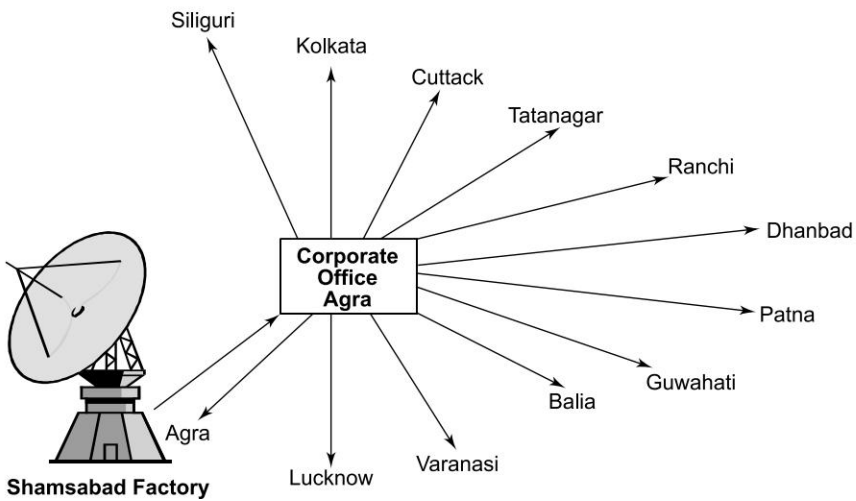 Siliguri
Kolkata
Cuttack
Tatanagar
Ranchi
Dhanbad
Corporate
Office
Agra
Patna
Guwahati
Balia
Agra
Varanasi
Lucknow
Shamsabad Factory